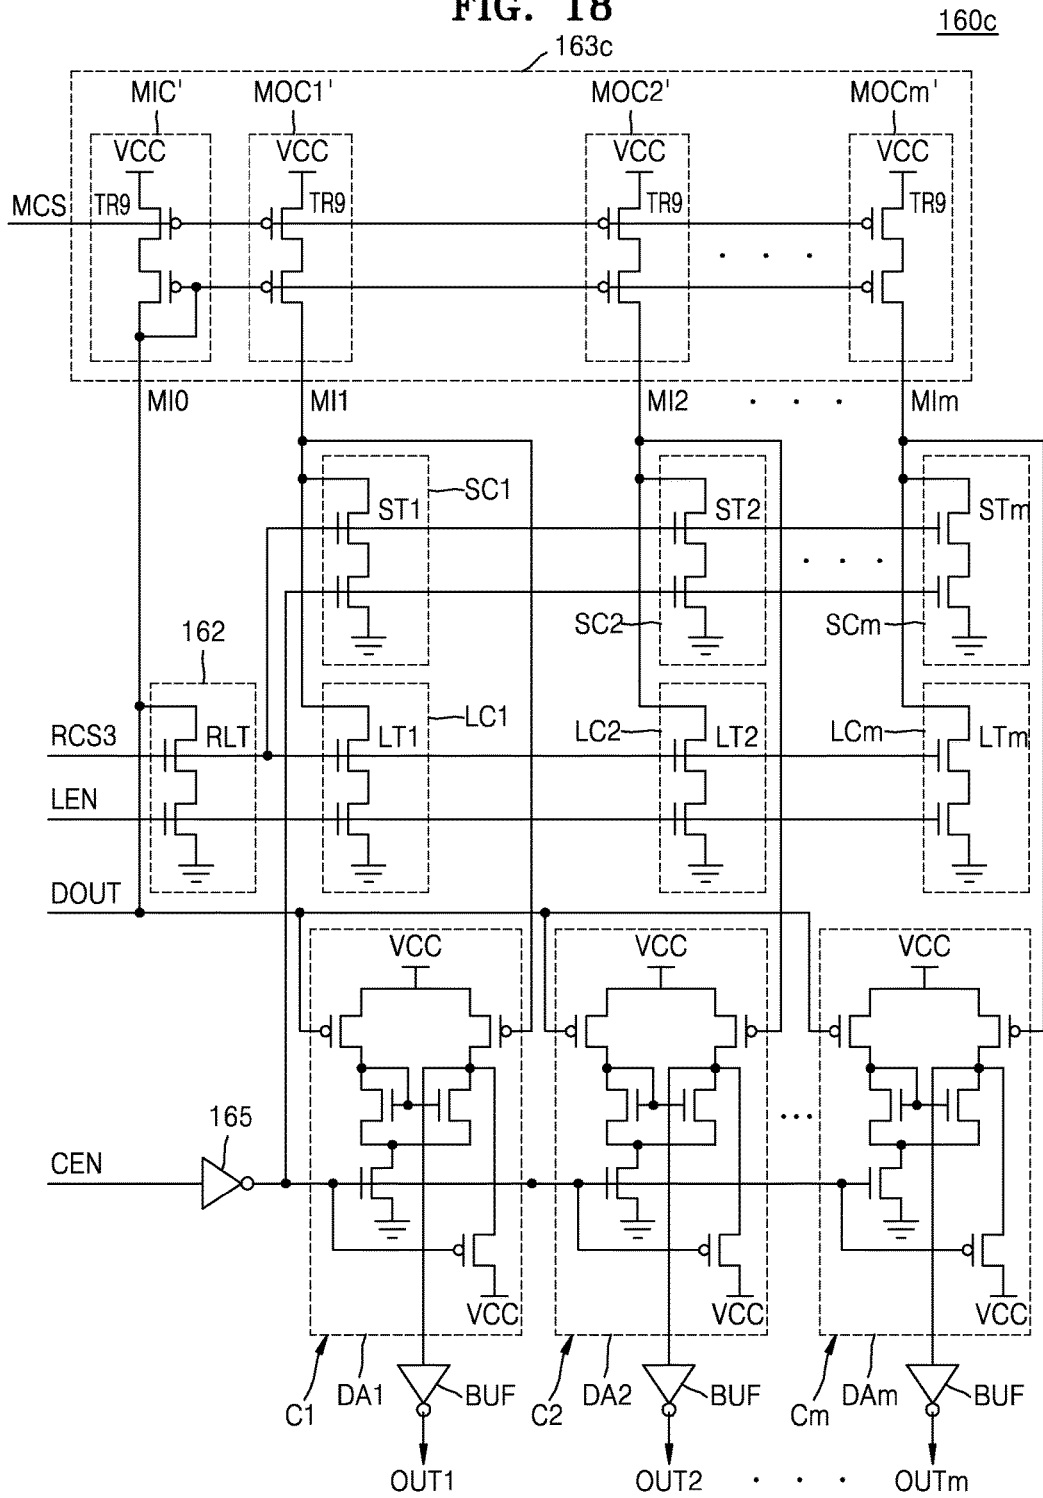 FIG. 18
160c
163c
MIC' MOC1' MOC2' MOCm'
VCC VCC VCC VCC
MCS TR9 TR9 TR9 TR9
. . .
MI0 MI1 MI2 . . . MIm
SC1
ST1 ST2 STm
. . .
SC2 SCm
162
LC1
RCS3 RLT LT1 LC2 LT2 LCm LTm
LEN
DOUT
VCC VCC VCC
165
...
CEN
VCC VCC VCC
C1 DA1 BUF C2 DA2 BUF Cm DAm BUF
OUT1 OUT2 . . . OUTm